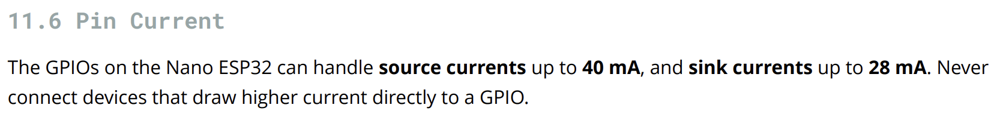 11.6 Pin Current
The GPIOs on the Nano ESP32 can handle source currents up to 40 mA, and sink currents up to 28 mA. Never
connect devices that draw higher current directly to a GPIO.